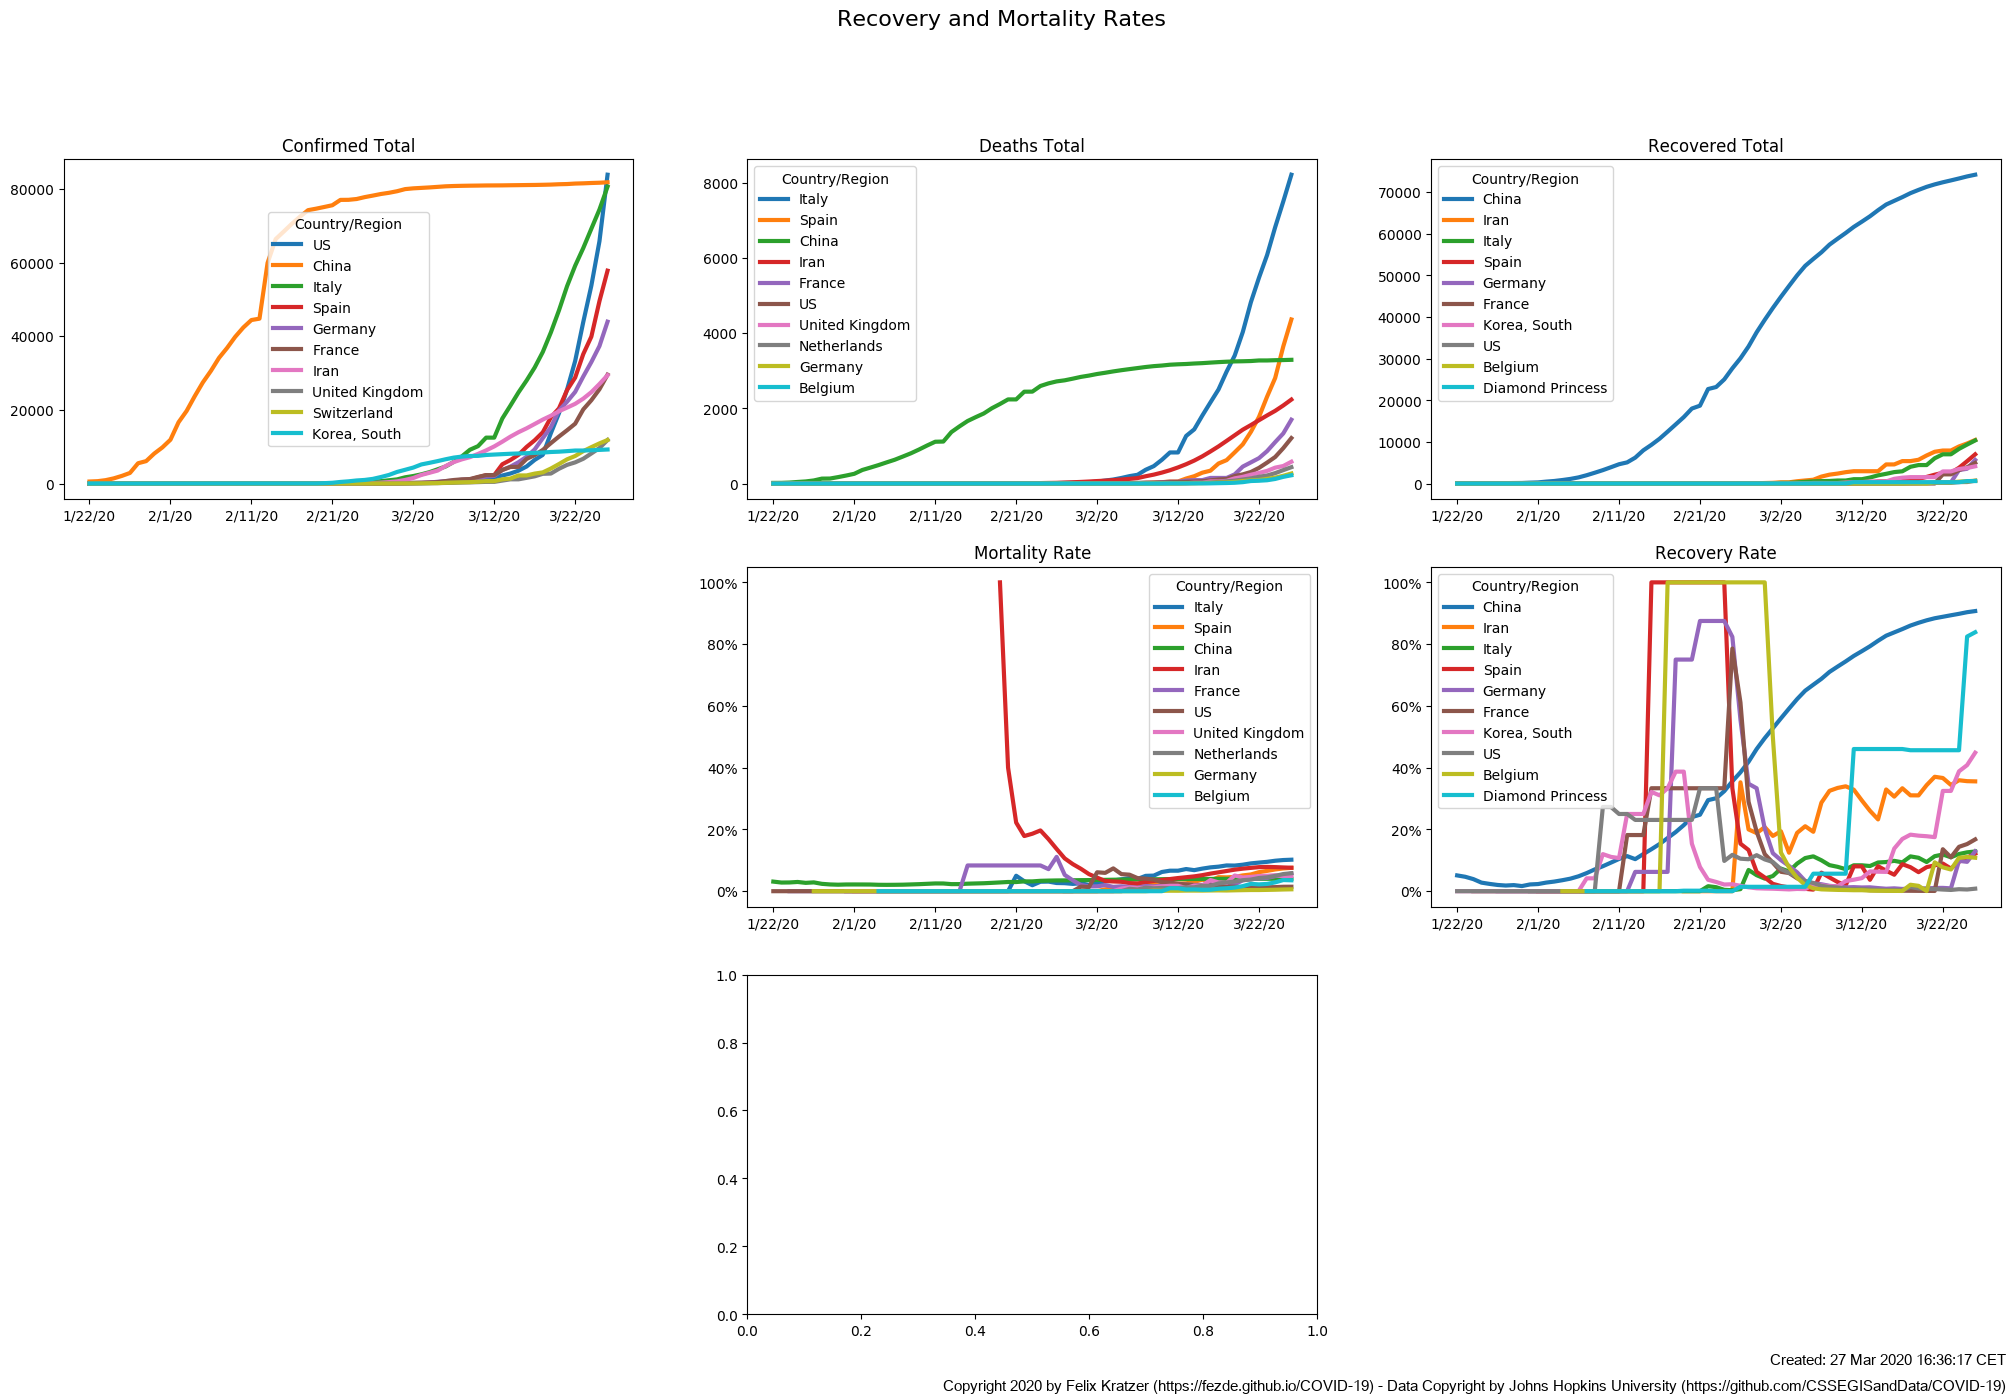 Recovery and Mortality Rates
Confirmed Total
80000
60000
40000
20000
0
1/22/20 2/1/20 2/11/20 2/21/20 3/2/20 3/12/20 3/22/20
Country/Region
US
China
Italy
Spain
Germany
France
Iran
United Kingdom
Switzerland
Korea, South
Deaths Total
8000
6000
4000
2000
0
1/22/20 2/1/20 2/11/20 2/21/20 3/2/20 3/12/20 3/22/20
Country/Region
Italy
Spain
China
Iran
France
US
United Kingdom
Netherlands
Germany
Belgium
Recovered Total
70000
60000
50000
40000
30000
20000
10000
0
1/22/20 2/1/20 2/11/20 2/21/20 3/2/20 3/12/20 3/22/20
Country/Region
China
Iran
Italy
Spain
Germany
France
Korea, South
US
Belgium
Diamond Princess
Mortality Rate
100%
80%
60%
40%
20%
0%
1/22/20 2/1/20 2/11/20 2/21/20 3/2/20 3/12/20 3/22/20
Country/Region
Italy
Spain
China
Iran
France
US
United Kingdom
Netherlands
Germany
Belgium
Recovery Rate
100%
80%
60%
40%
20%
0%
1/22/20 2/1/20 2/11/20 2/21/20 3/2/20 3/12/20 3/22/20
Country/Region
China
Iran
Italy
Spain
Germany
France
Korea, South
US
Belgium
Diamond Princess
1.0
0.8
0.6
0.4
0.2
0.0
0.0 0.2 0.4 0.6 0.8 1.0
Created: 27 Mar 2020 16:36:17 CET
Copyright 2020 by Felix Kratzer (https://fezde.github.io/COVID-19) - Data Copyright by Johns Hopkins University (https://github.com/CSSEGISandData/COVID-19)